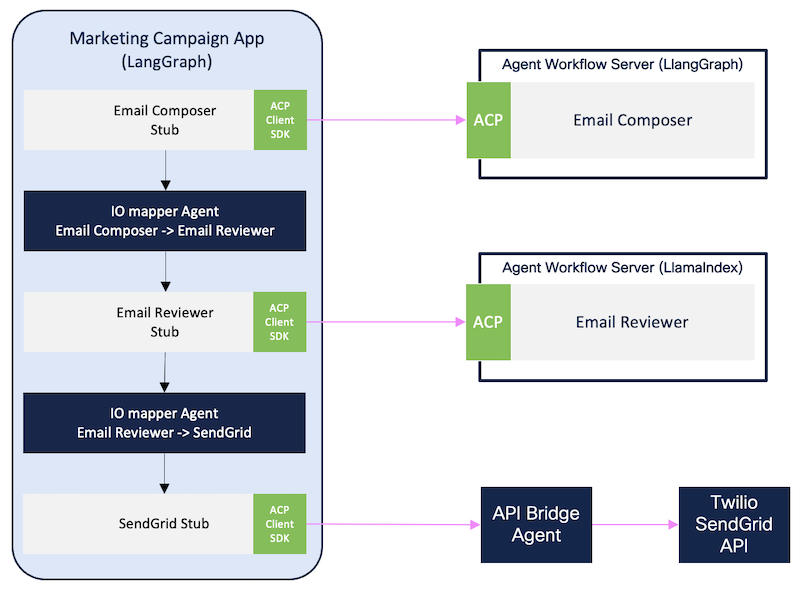 Marketing Campaign App
(LangGraph)
Email Composer
Stub
ACP
Client
SDK
IO mapper Agent
Email Composer -> Email Reviewer
Email Reviewer
Stub
ACP
Client
SDK
IO mapper Agent
Email Reviewer -> SendGrid
SendGrid Stub
ACP
Client
SDK
Agent Workflow Server (LlangGraph)
ACP
Email Composer
Agent Workflow Server (LlamaIndex)
ACP
Email Reviewer
API Bridge
Agent
Twilio
SendGrid
API